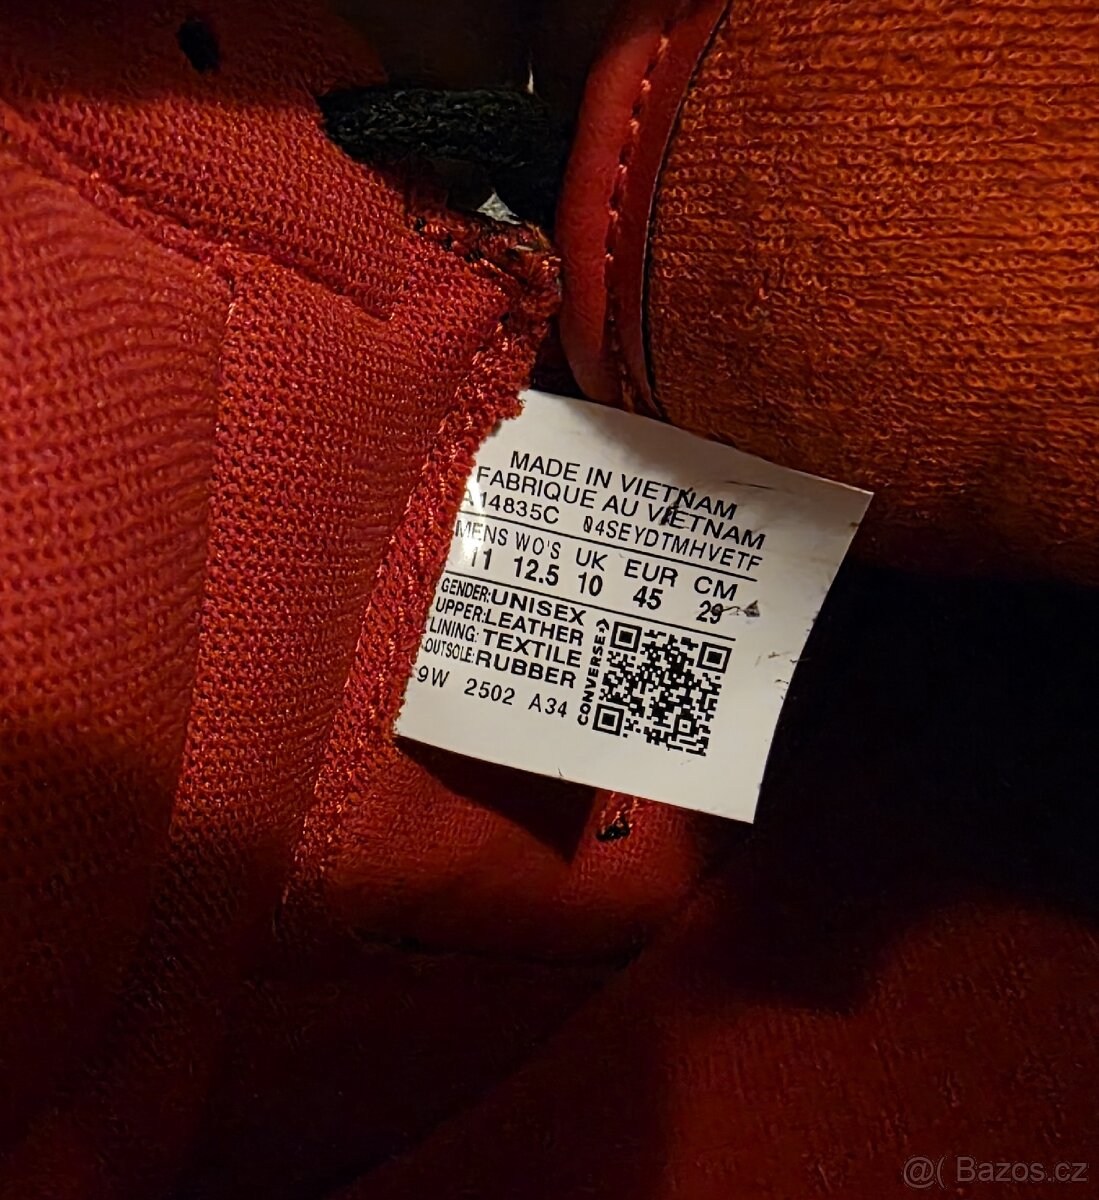 MADE IN VIETNAM
FABRIQUE AU VIETNAM
A14835C 04SEYDTMHVETF
MENS WO'S UK EUR CM
11 12.5 10 45 29
GENDER:UNISEX
UPPER:LEATHER
LINING:TEXTILE
OUTSOLE:RUBBER
9W 2502 A34
CONVERSE
@( Bazos.cz